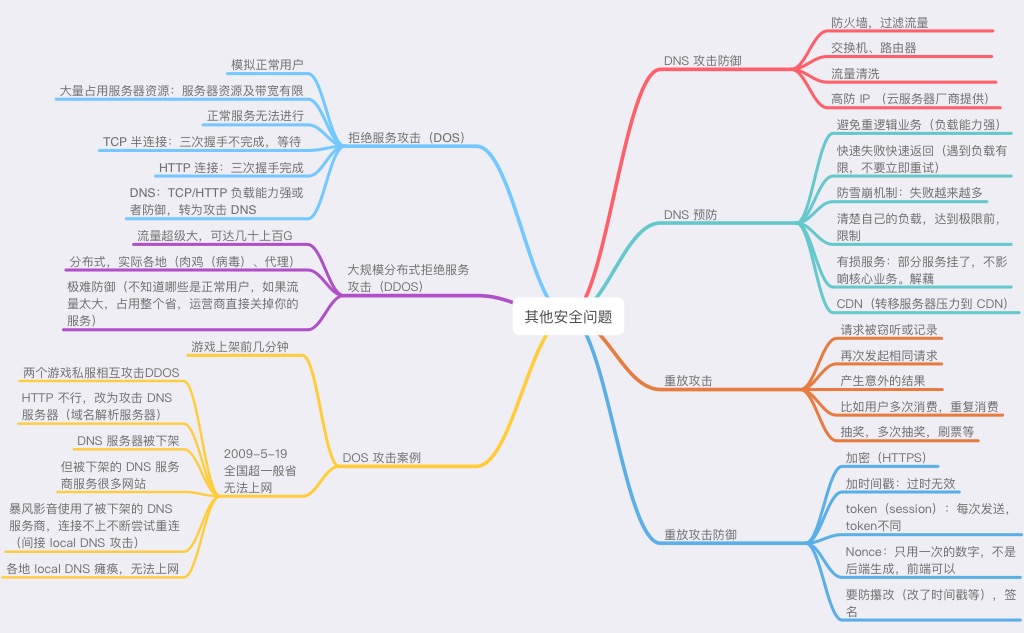 其他安全问题
拒绝服务攻击（DOS）
模拟正常用户
大量占用服务器资源：服务器资源及带宽有限
正常服务无法进行
TCP 半连接：三次握手不完成，等待
HTTP 连接：三次握手完成
DNS：TCP/HTTP 负载能力强或
者防御，转为攻击 DNS
大规模分布式拒绝服务
攻击（DDOS）
流量超级大，可达几十上百G
分布式，实际各地（肉鸡（病毒）、代理）
极难防御（不知道哪些是正常用户，如果流
量太大，占用整个省，运营商直接关掉你的
服务）
DOS 攻击案例
游戏上架前几分钟
2009-5-19
全国超一般省
无法上网
两个游戏私服相互攻击DDOS
HTTP 不行，改为攻击 DNS
服务器（域名解析服务器）
DNS 服务器被下架
但被下架的 DNS 服务
商服务很多网站
暴风影音使用了被下架的 DNS
服务商，连接不上不断尝试重连
（间接 local DNS 攻击）
各地 local DNS 瘫痪，无法上网
DNS 攻击防御
防火墙，过滤流量
交换机、路由器
流量清洗
高防 IP （云服务器厂商提供）
DNS 预防
避免重逻辑业务（负载能力强）
快速失败快速返回（遇到负载有
限，不要立即重试）
防雪崩机制：失败越来越多
清楚自己的负载，达到极限前，
限制
有损服务：部分服务挂了，不影
响核心业务。解藕
CDN（转移服务器压力到 CDN）
重放攻击
请求被窃听或记录
再次发起相同请求
产生意外的结果
比如用户多次消费，重复消费
抽奖，多次抽奖，刷票等
重放攻击防御
加密（HTTPS）
加时间戳：过时无效
token（session）：每次发送，
token不同
Nonce：只用一次的数字，不是
后端生成，前端可以
要防攥改（改了时间戳等），签
名